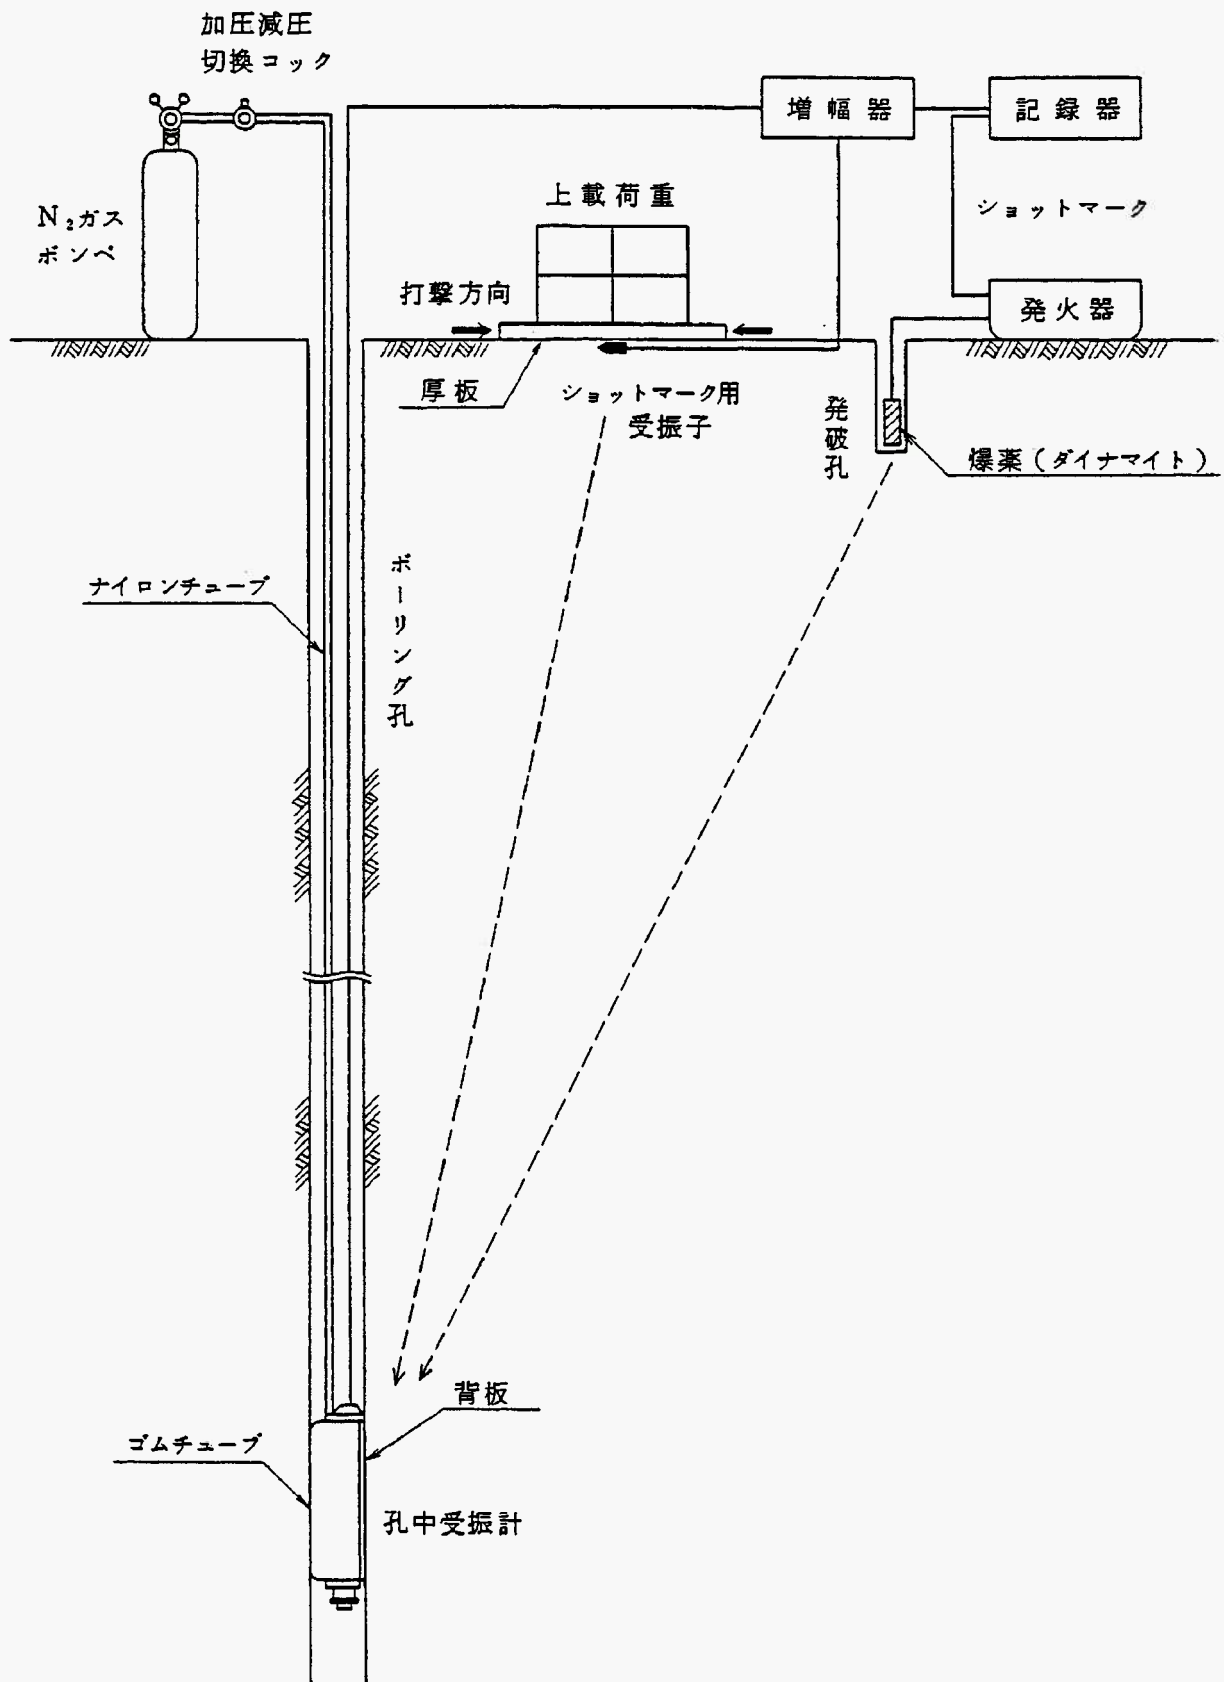 加圧減圧
切換コック
増幅器
記録器
上載荷重
ショットマーク
N₂ガス
ボンベ
打撃方向
発火器
厚板
ショットマーク用
受振子
発破孔
爆薬(ダイナマイト)
ナイロンチューブ
ボーリング孔
背板
ゴムチューブ
孔中受振計